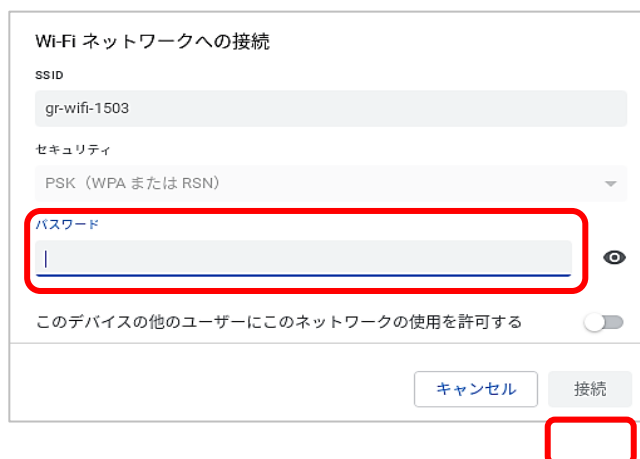 Wi-Fi ネットワークへの接続
SSID
gr-wifi-1503
セキュリティ
PSK（WPA または RSN）
パスワード
このデバイスの他のユーザーにこのネットワークの使用を許可する
キャンセル
接続